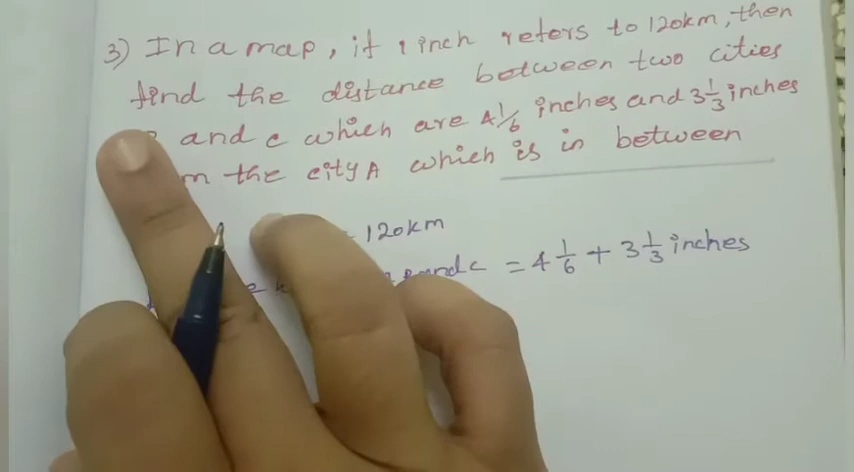 3) In a map, if 1 inch refers to 120km, then
find the distance between two cities
and c which are 4 1/6 inches and 3 1/3 inches
the city A which is in between
= 120km
and c = 4 1/6 + 3 1/3 inches